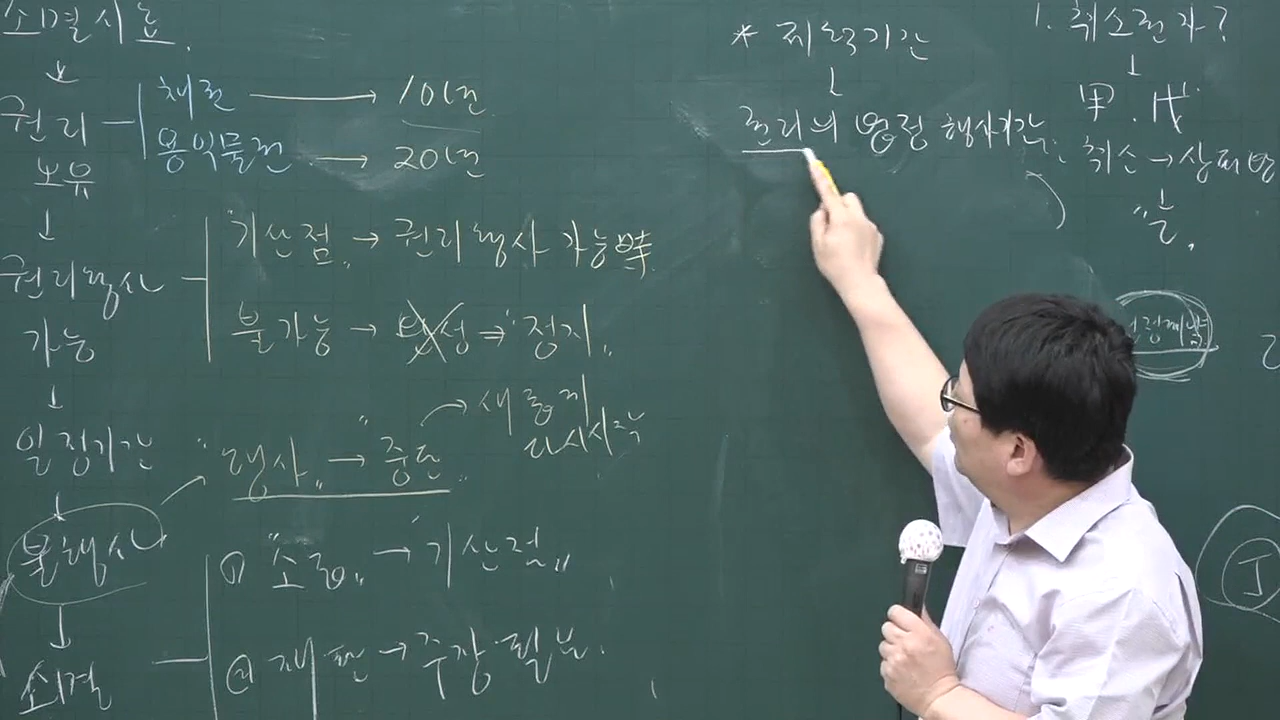 소멸시효.
권리
보유
채권 → 10년
용익물권 → 20년
권리행사
가능
"기산점" → 권리행사 가능時
불가능 → 완성 ⇒ "정지"
일정기간
"행사" → "중단"
새롭게
다시시작
불행사
① "소급" → "기산점"
② 재판 → 주장 필요.
소멸
* 제척기간
권리의 법정 행사기간
1. 취소권자?
甲.戊
취소 → 상대방
"乙"